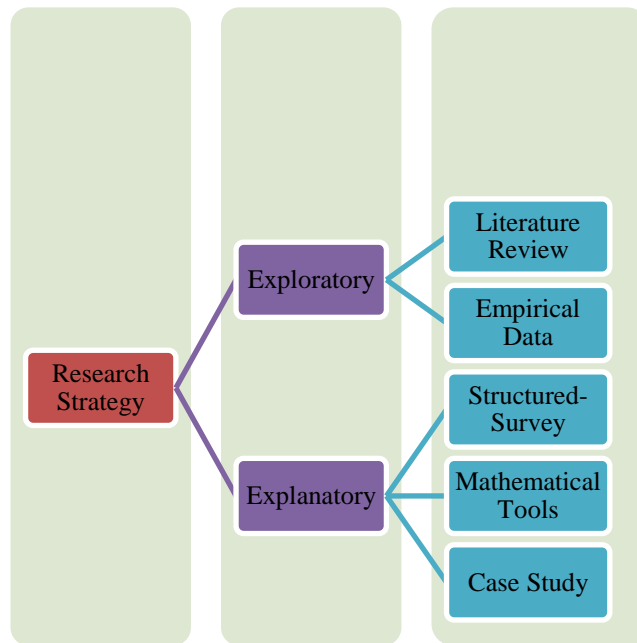 Research
Strategy
Exploratory
Literature
Review
Empirical
Data
Explanatory
Structured-
Survey
Mathematical
Tools
Case Study